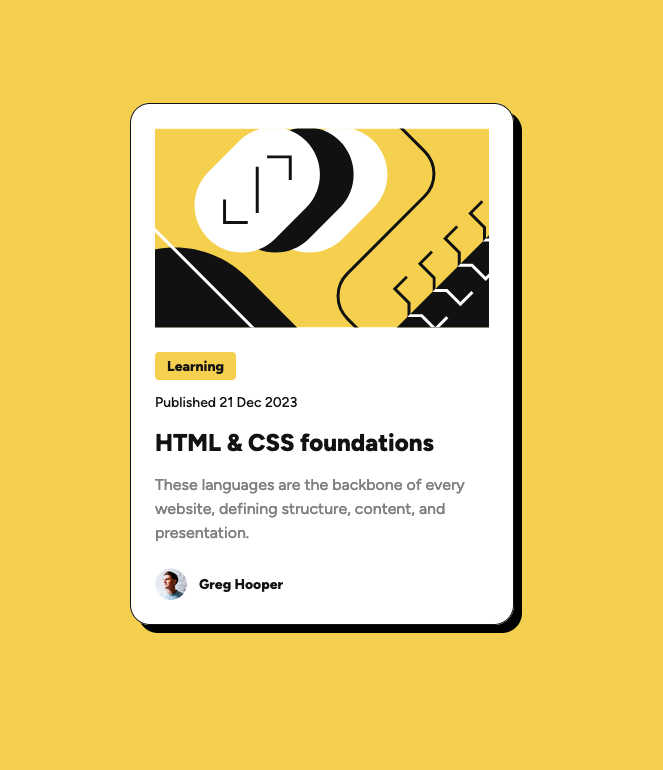 Learning
Published 21 Dec 2023
HTML & CSS foundations
These languages are the backbone of every
website, defining structure, content, and
presentation.
Greg Hooper